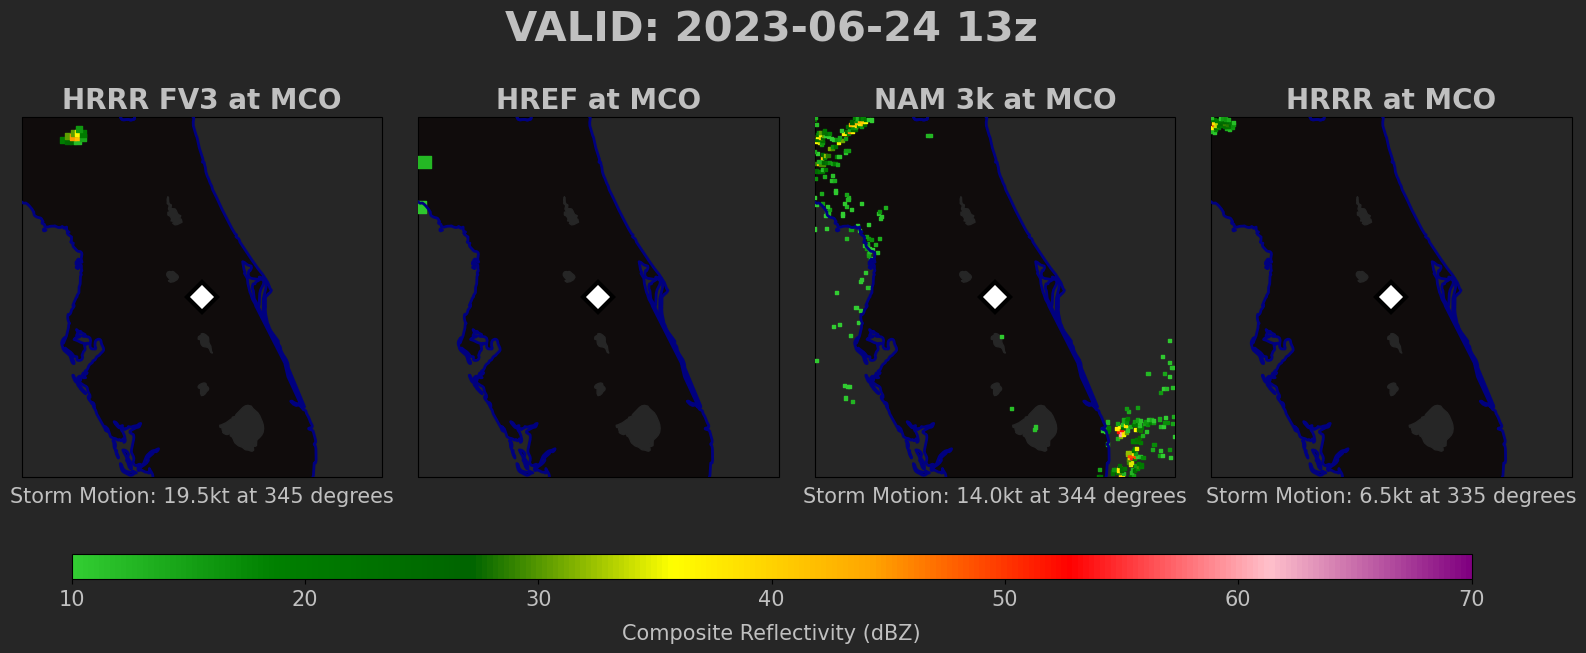 VALID: 2023-06-24 13z
HRRR FV3 at MCO
HREF at MCO
NAM 3k at MCO
HRRR at MCO
Storm Motion: 19.5kt at 345 degrees
Storm Motion: 14.0kt at 344 degrees
Storm Motion: 6.5kt at 335 degrees
10 20 30 40 50 60 70
Composite Reflectivity (dBZ)